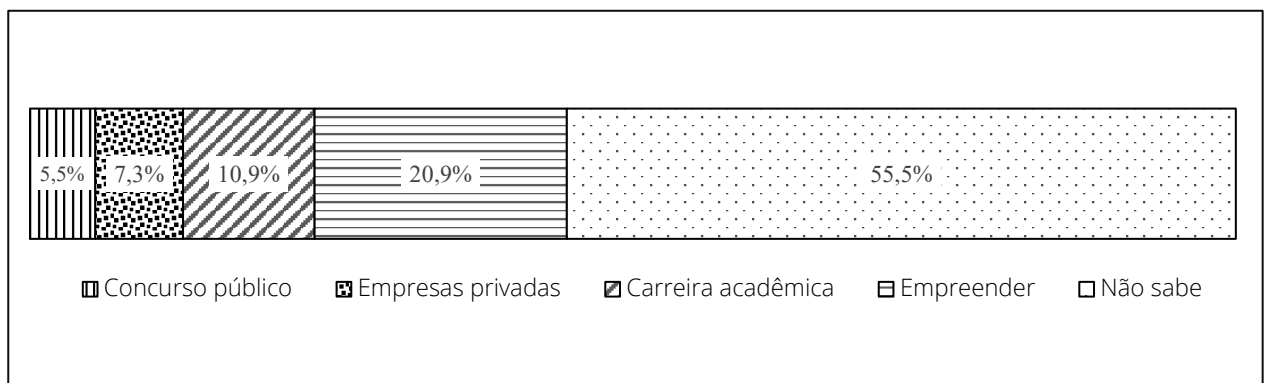 5,5% 7,3% 10,9% 20,9% 55,5%
Concurso público Empresas privadas Carreira acadêmica Empreender Não sabe